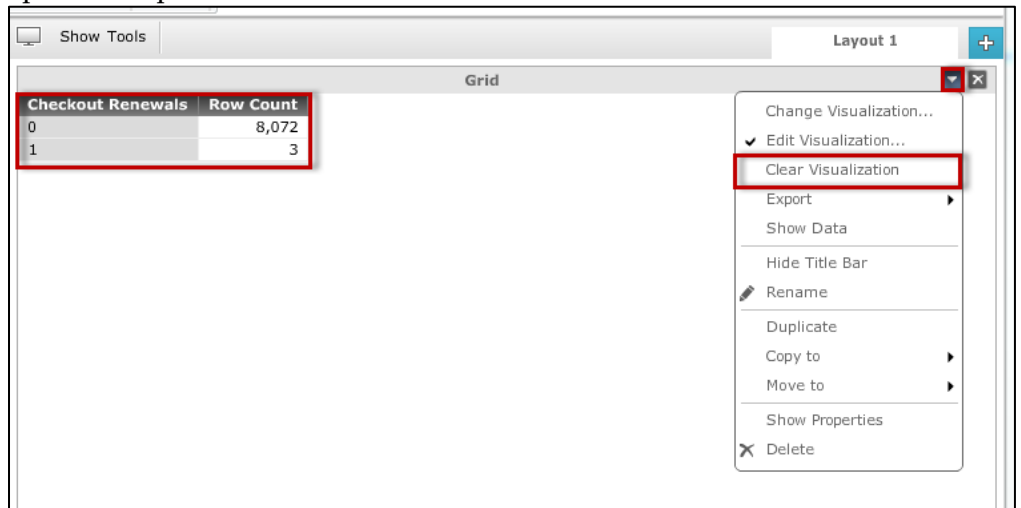 Show Tools
Layout 1
+
Grid
Checkout Renewals Row Count
0 8,072
1 3
Change Visualization...
Edit Visualization...
Clear Visualization
Export
Show Data
Hide Title Bar
Rename
Duplicate
Copy to
Move to
Show Properties
Delete